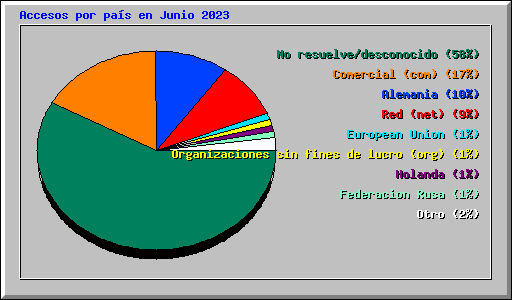 Accesos por país en Junio 2023
No resuelve/desconocido (58%)
Comercial (com) (17%)
Alemania (10%)
Red (net) (9%)
European Union (1%)
Organizaciones sin fines de lucro (org) (1%)
Holanda (1%)
Federacion Rusa (1%)
Otro (2%)